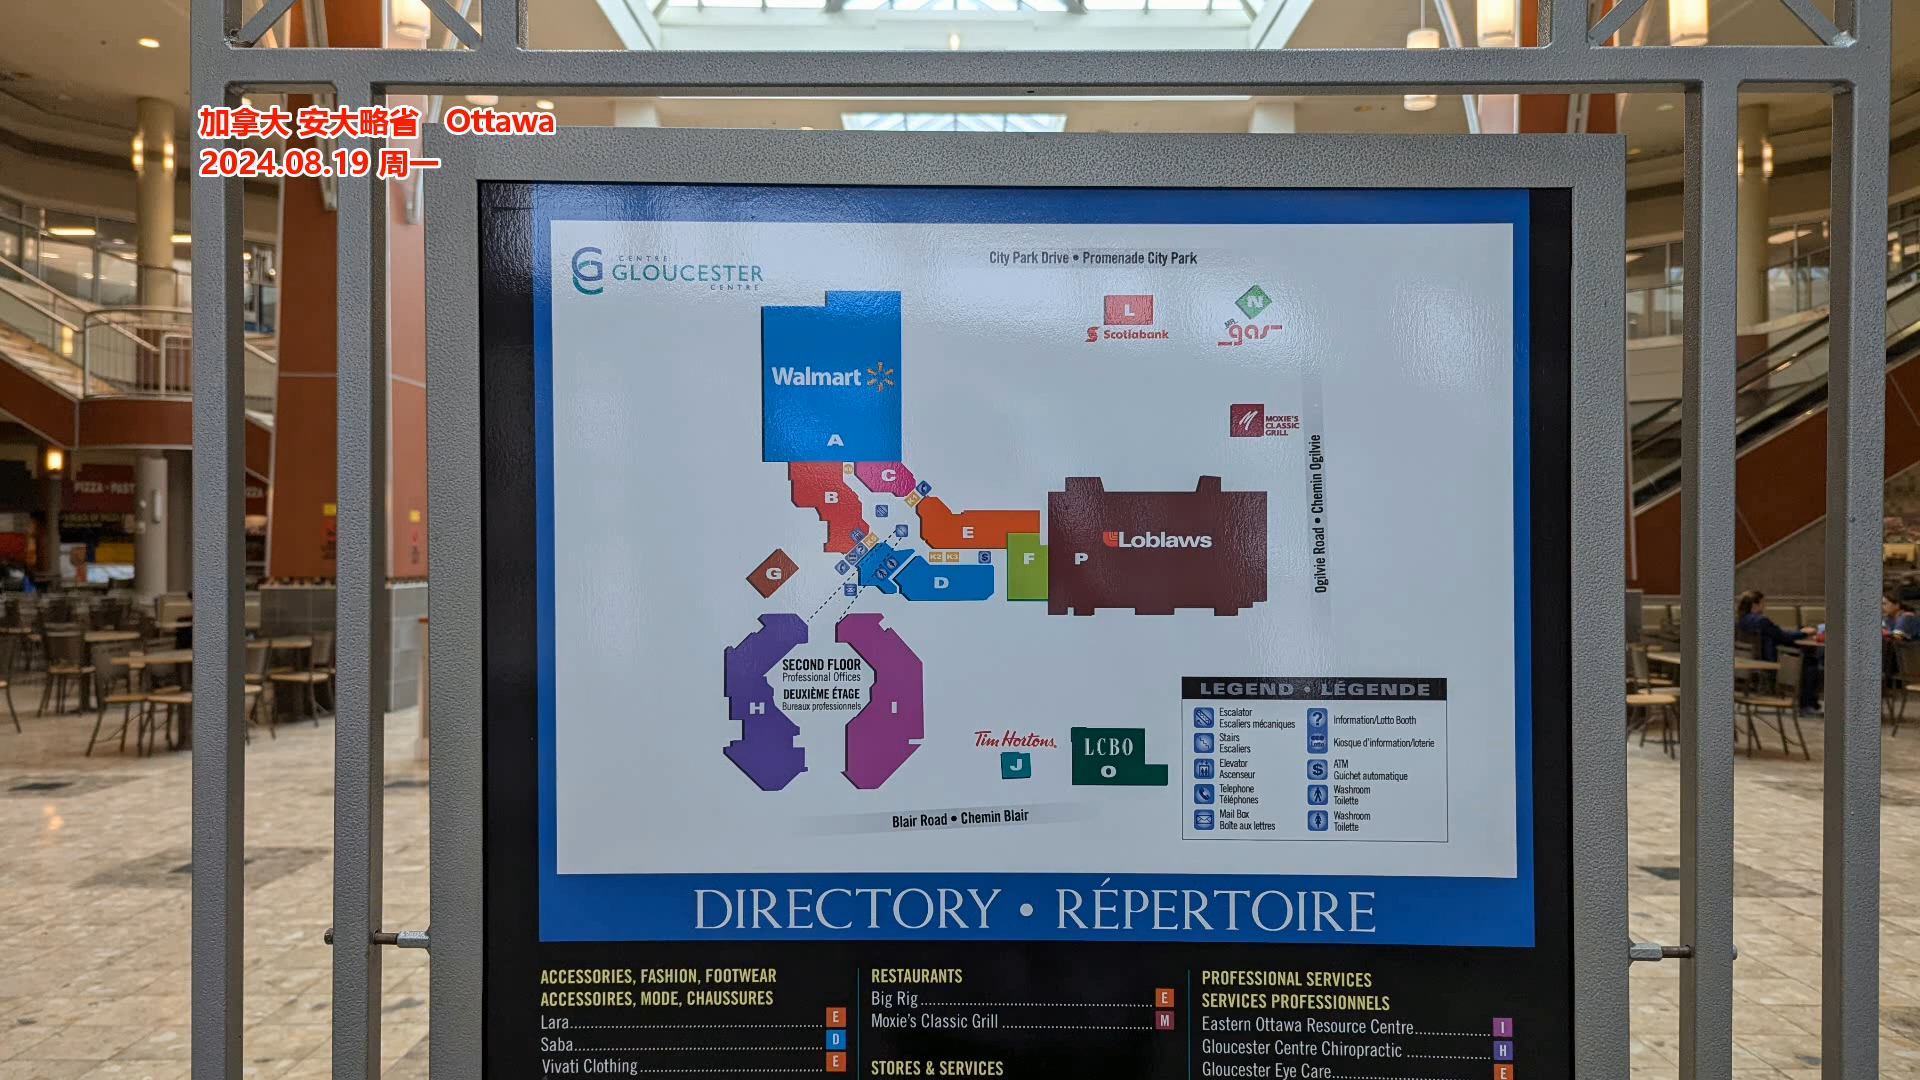 加拿大 安大略省 Ottawa
2024.08.19 周一
PIZZA · PAST
PIZZA
CENTRE
GLOUCESTER
CENTRE
City Park Drive • Promenade City Park
L
Scotiabank
N
gas
Walmart
A
MOXIE'S
CLASSIC
GRILL
Ogilvie Road • Chemin Ogilvie
B
C
E
F
P
Loblaws
K2
K3
S
D
G
SECOND FLOOR
Professional Offices
DEUXIÈME ÉTAGE
Bureaux professionnels
H
I
Tim Hortons.
J
LCBO
O
Blair Road • Chemin Blair
LEGEND • LÉGENDE
Escalator
Escaliers mécaniques
Stairs
Escaliers
Elevator
Ascenseur
Telephone
Téléphones
Mail Box
Boîte aux lettres
?
Information/Lotto Booth
Kiosque d'information/loterie
$
ATM
Guichet automatique
Washroom
Toilette
Washroom
Toilette
DIRECTORY • RÉPERTOIRE
ACCESSORIES, FASHION, FOOTWEAR
ACCESSOIRES, MODE, CHAUSSURES
Lara E
Saba D
Vivati Clothing E
RESTAURANTS
Big Rig E
Moxie's Classic Grill M
STORES & SERVICES
PROFESSIONAL SERVICES
SERVICES PROFESSIONNELS
Eastern Ottawa Resource Centre I
Gloucester Centre Chiropractic H
Gloucester Eye Care E